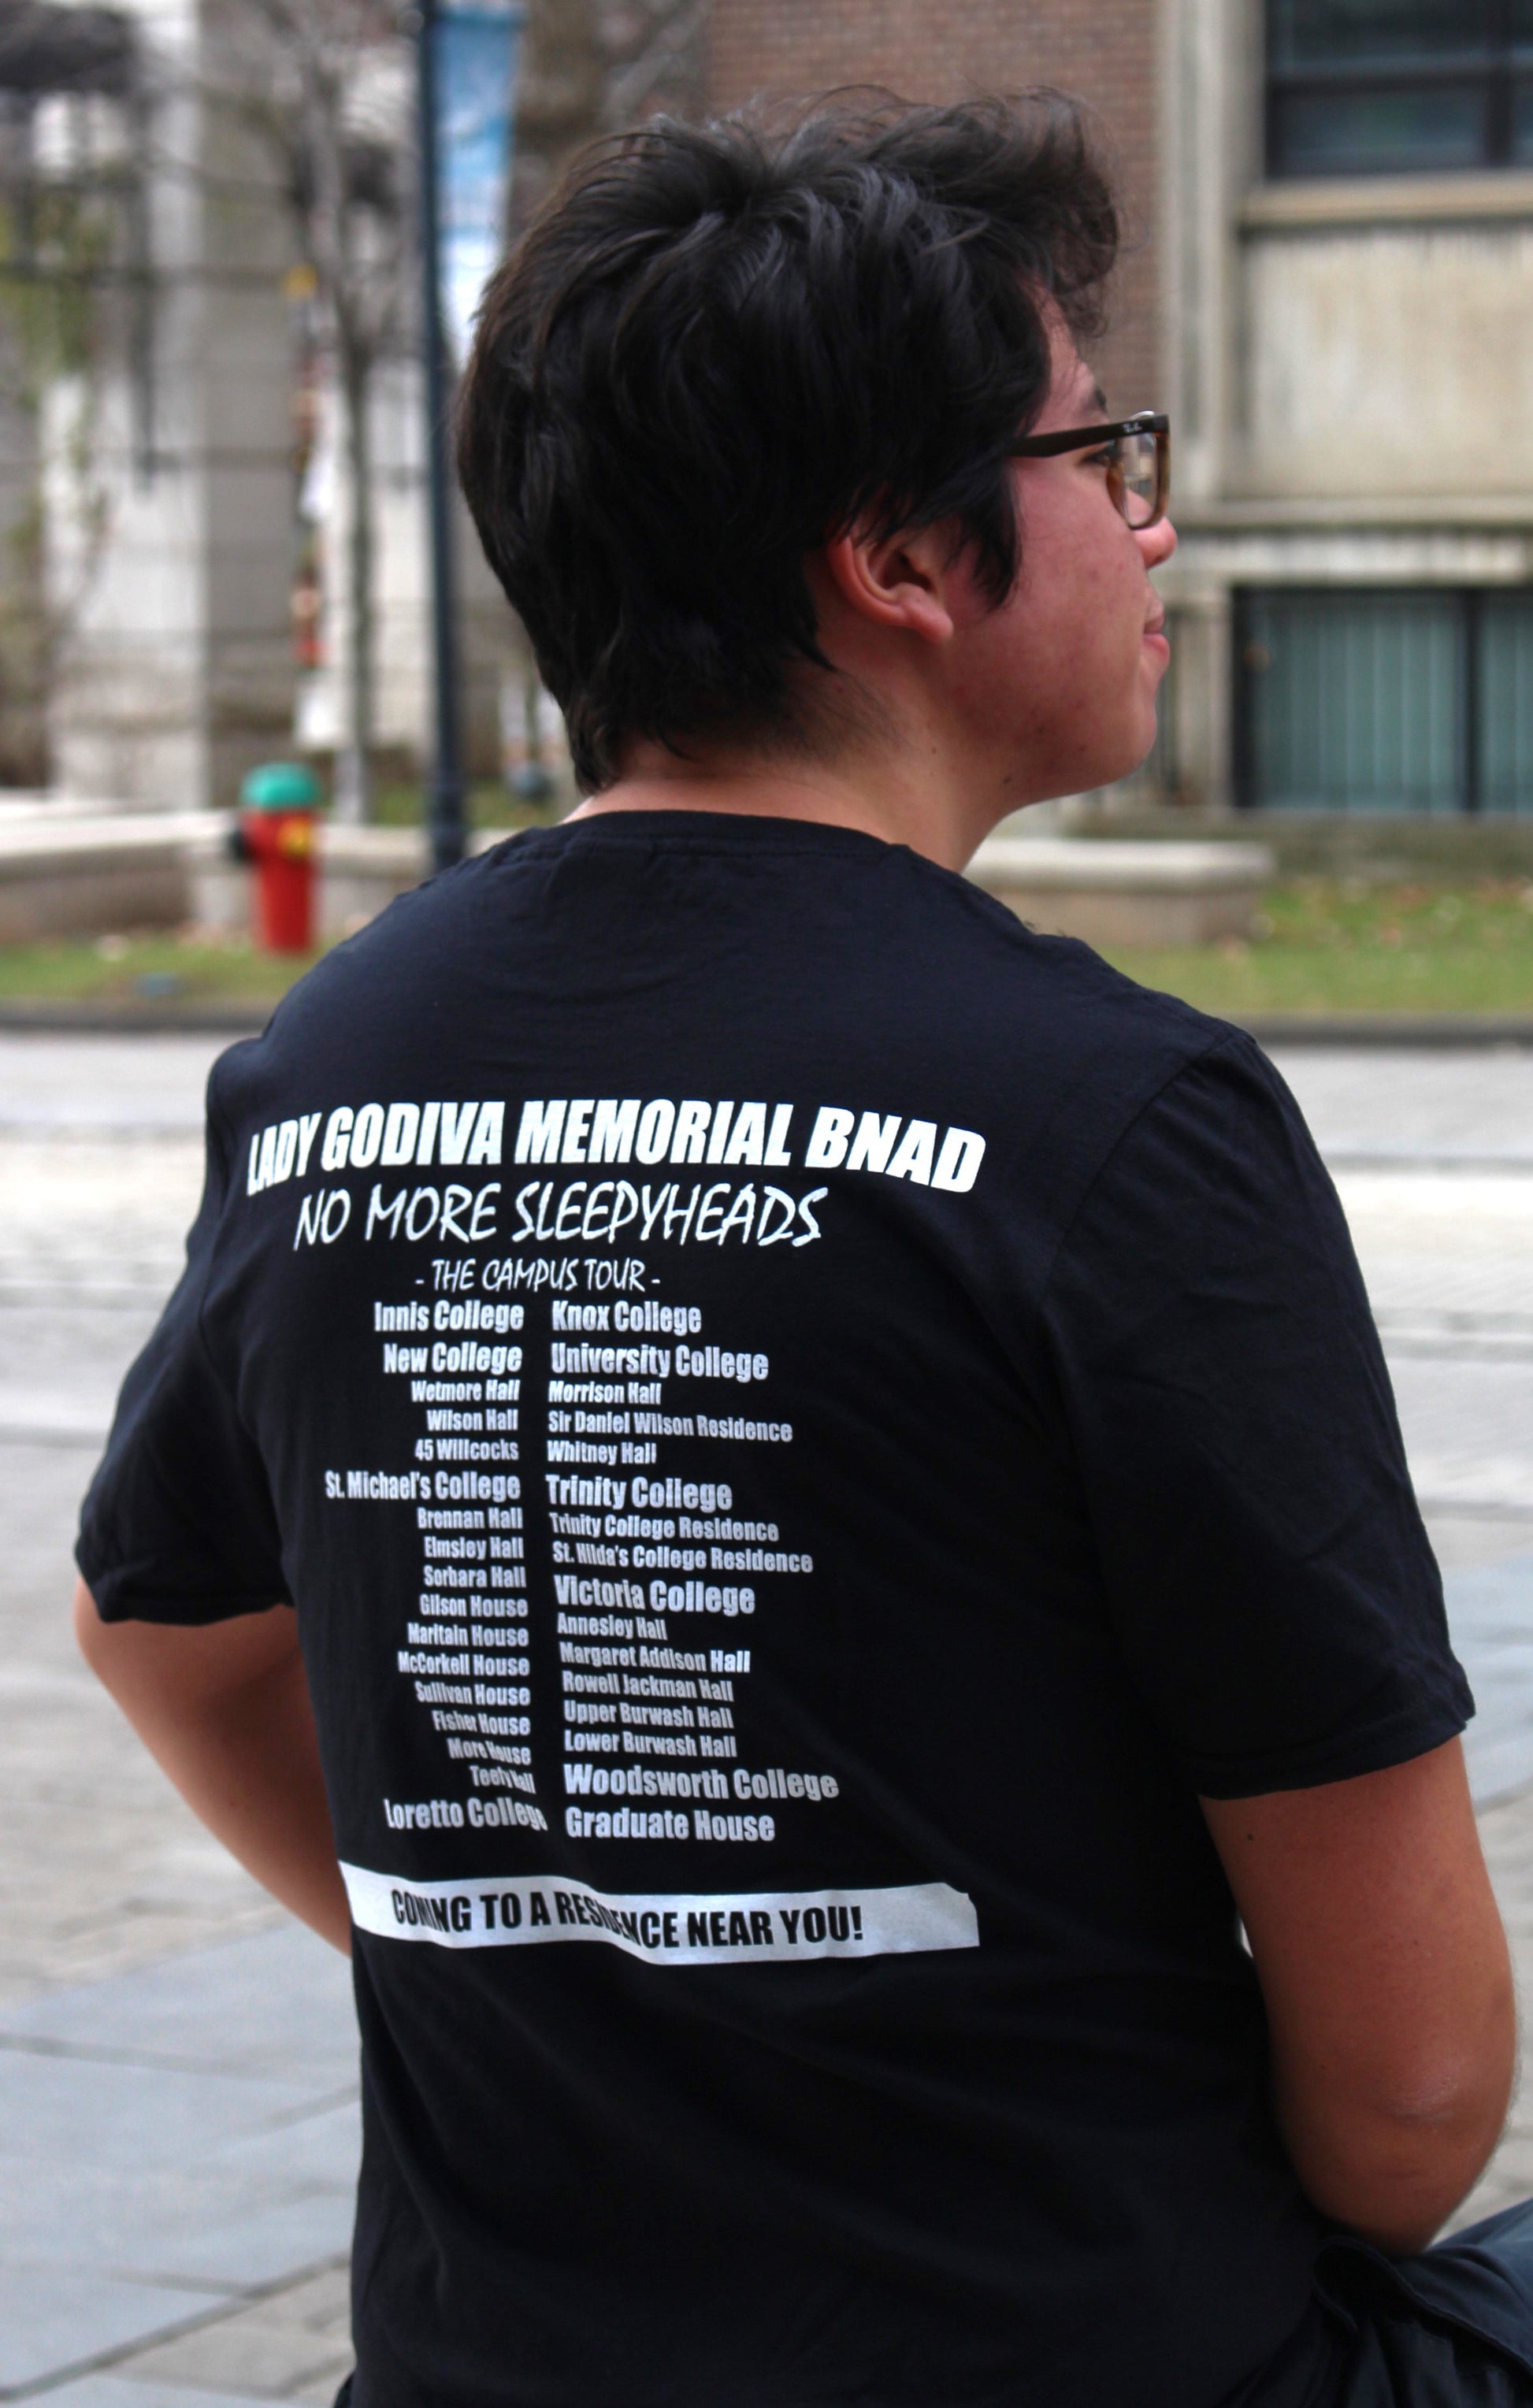 LADY GODIVA MEMORIAL BNAD
NO MORE SLEEPYHEADS
- THE CAMPUS TOUR -
Innis College
New College
Wetmore Hall
Wilson Hall
45 Willcocks
St. Michael's College
Brennan Hall
Elmsley Hall
Sorbara Hall
Gilson House
Maritain House
McCorkell House
Sullivan House
Fisher House
More House
Teefy Hall
Loretto College
Knox College
University College
Morrison Hall
Sir Daniel Wilson Residence
Whitney Hall
Trinity College
Trinity College Residence
St. Hilda's College Residence
Victoria College
Annesley Hall
Margaret Addison Hall
Rowell Jackman Hall
Upper Burwash Hall
Lower Burwash Hall
Woodsworth College
Graduate House
COMING TO A RESIDENCE NEAR YOU!